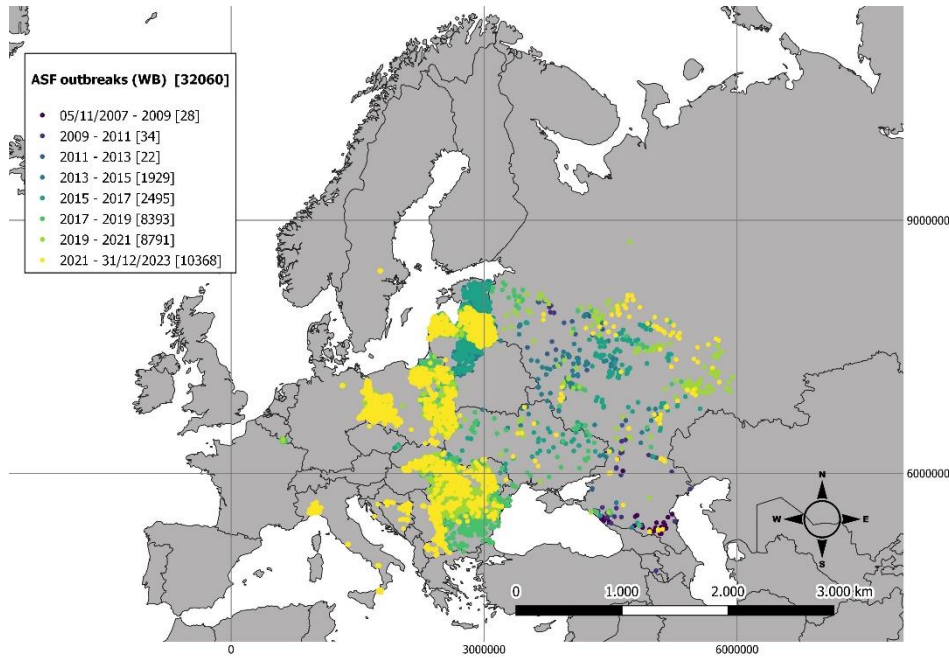 ASF outbreaks (WB) [32060]
05/11/2007 - 2009 [28]
2009 - 2011 [34]
2011 - 2013 [22]
2013 - 2015 [1929]
2015 - 2017 [2495]
2017 - 2019 [8393]
2019 - 2021 [8791]
2021 - 31/12/2023 [10368]
9000000
6000000
N
W E
S
0 1.000 2.000 3.000 km
0 3000000 6000000